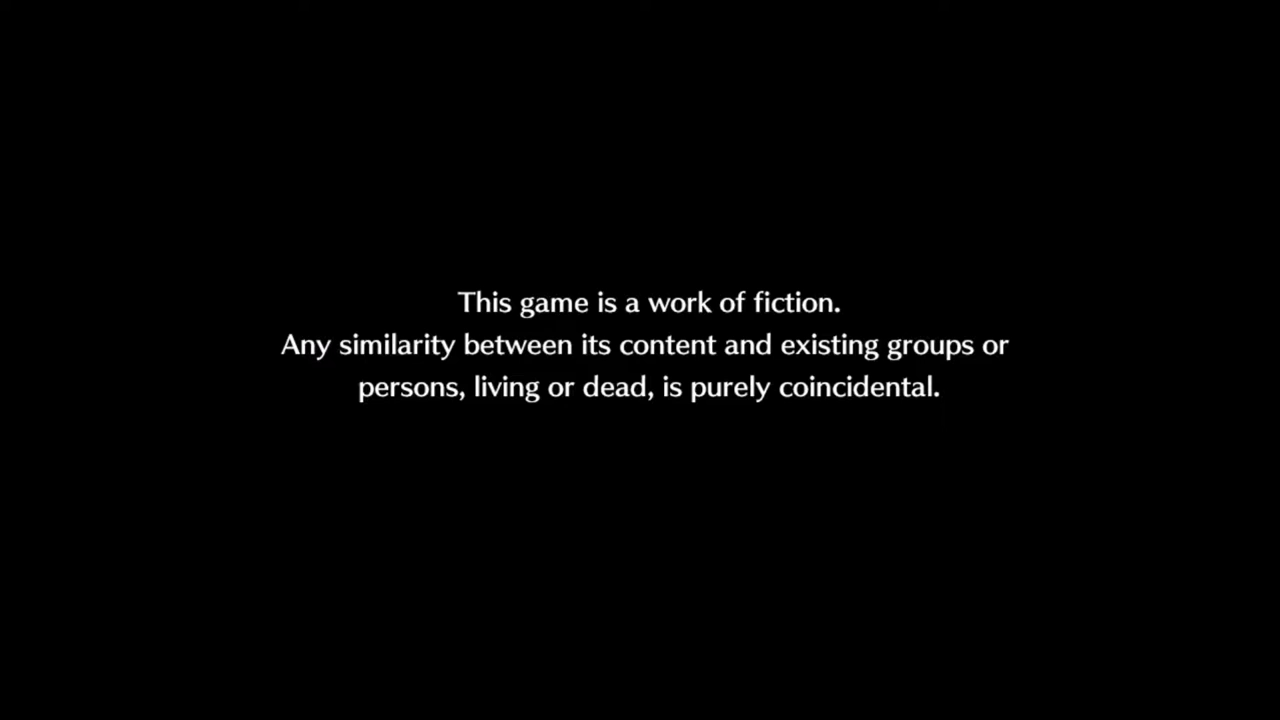 This game is a work of fiction.
Any similarity between its content and existing groups or
persons, living or dead, is purely coincidental.